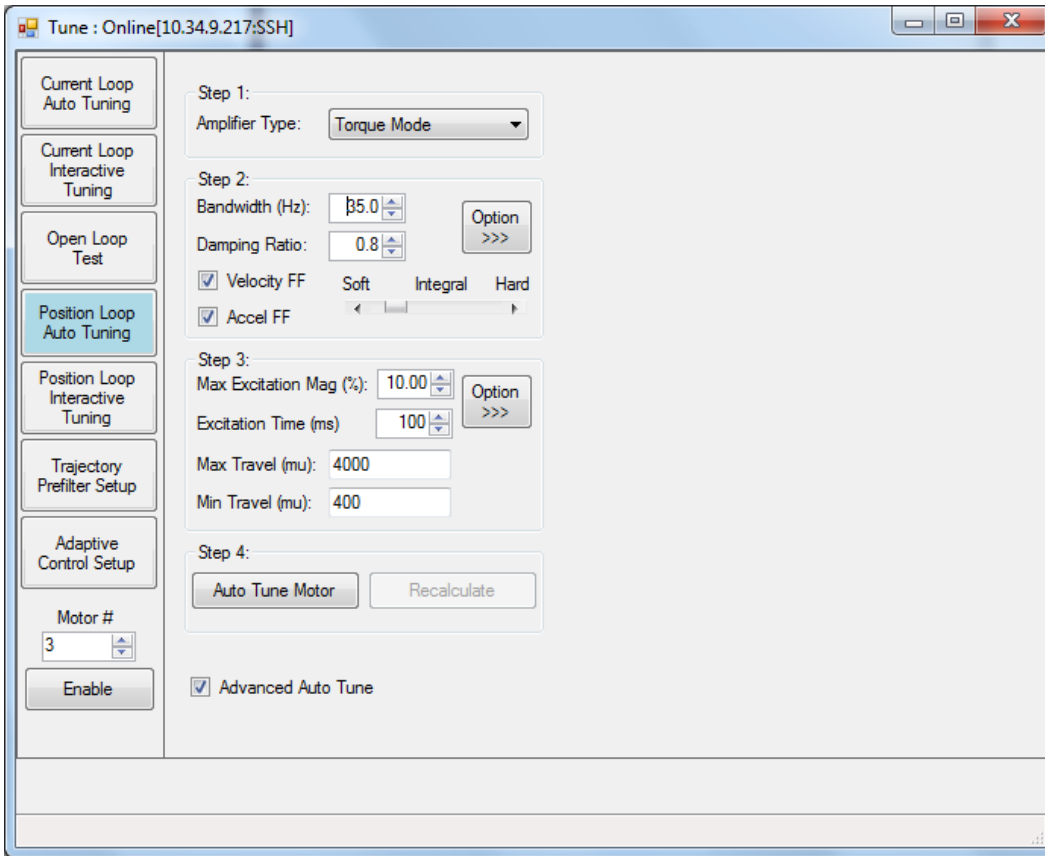 Tune : Online[10.34.9.217:SSH]
Current Loop
Auto Tuning
Current Loop
Interactive
Tuning
Open Loop
Test
Position Loop
Auto Tuning
Position Loop
Interactive
Tuning
Trajectory
Prefilter Setup
Adaptive
Control Setup
Motor #
3
Enable
Step 1:
Amplifier Type: Torque Mode
Step 2:
Bandwidth (Hz): 35.0
Option
>>>
Damping Ratio: 0.8
Velocity FF
Soft Integral Hard
Accel FF
Step 3:
Max Excitation Mag (%): 10.00
Option
>>>
Excitation Time (ms) 100
Max Travel (mu): 4000
Min Travel (mu): 400
Step 4:
Auto Tune Motor Recalculate
Advanced Auto Tune